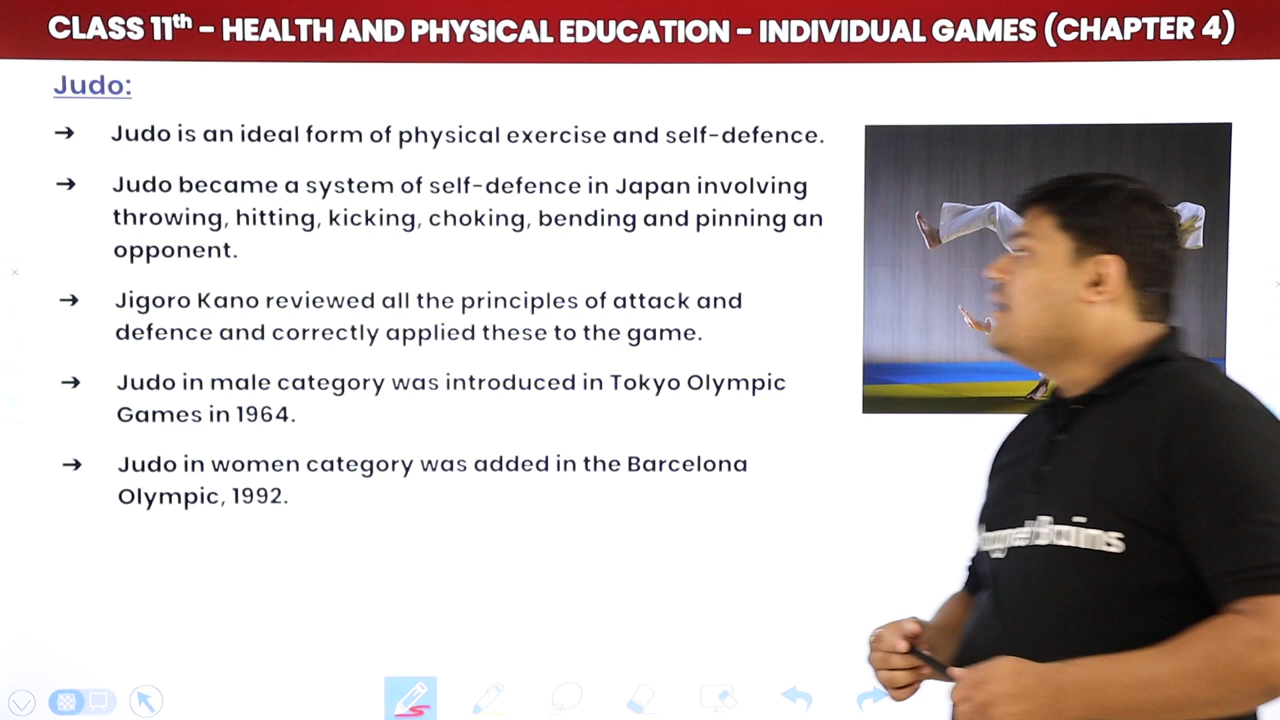 CLASS 11th – HEALTH AND PHYSICAL EDUCATION – INDIVIDUAL GAMES (CHAPTER 4)
Judo:
➔ Judo is an ideal form of physical exercise and self-defence.
➔ Judo became a system of self-defence in Japan involving
throwing, hitting, kicking, choking, bending and pinning an
opponent.
➔ Jigoro Kano reviewed all the principles of attack and
defence and correctly applied these to the game.
➔ Judo in male category was introduced in Tokyo Olympic
Games in 1964.
➔ Judo in women category was added in the Barcelona
Olympic, 1992.